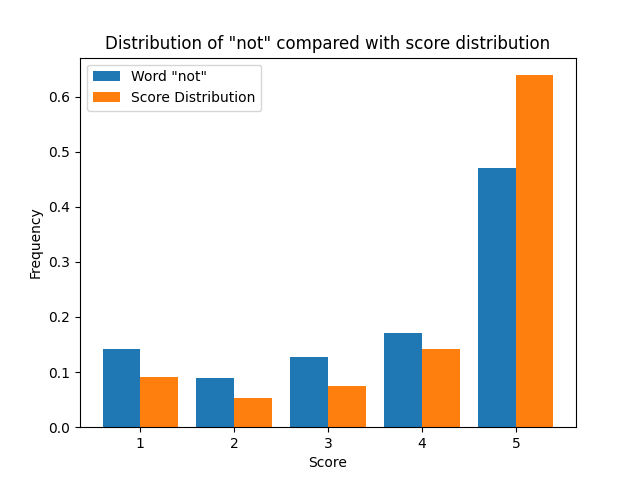 Distribution of "not" compared with score distribution
Word "not"
Score Distribution
Frequency
0.6
0.5
0.4
0.3
0.2
0.1
0.0
1 2 3 4 5
Score